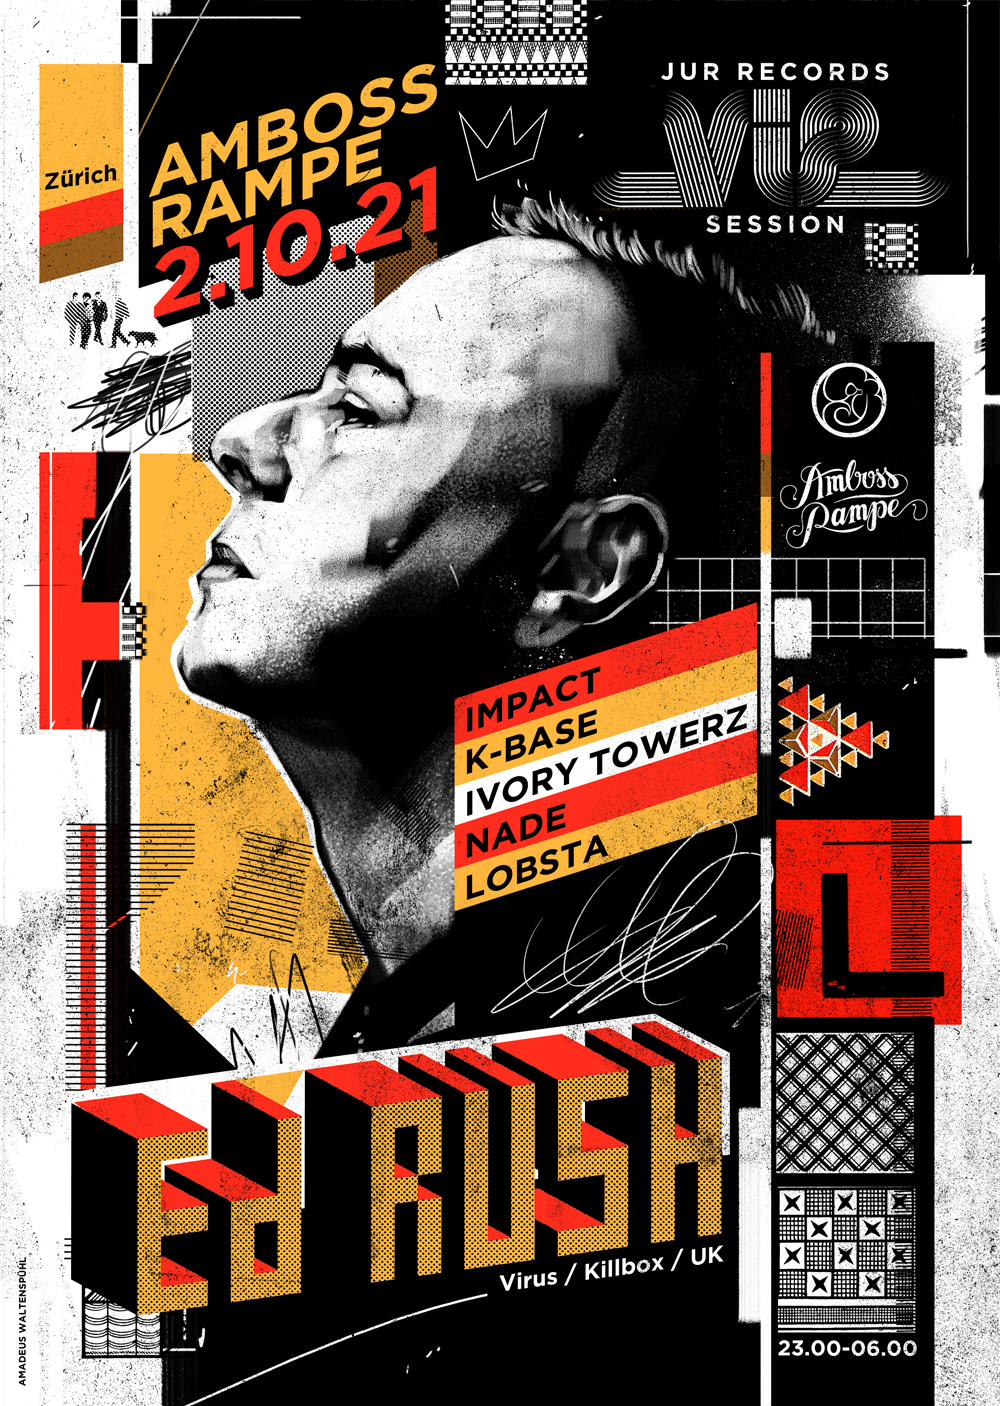 JUR RECORDS
Vi2
SESSION
Zürich
AMBOSS
RAMPE
2.10.21
Amboss
Rampe
IMPACT
K-BASE
IVORY TOWERZ
NADE
LOBSTA
Ed RUSH
Virus / Killbox / UK
23.00-06.00
AMADEUS WALTENSPÜHL